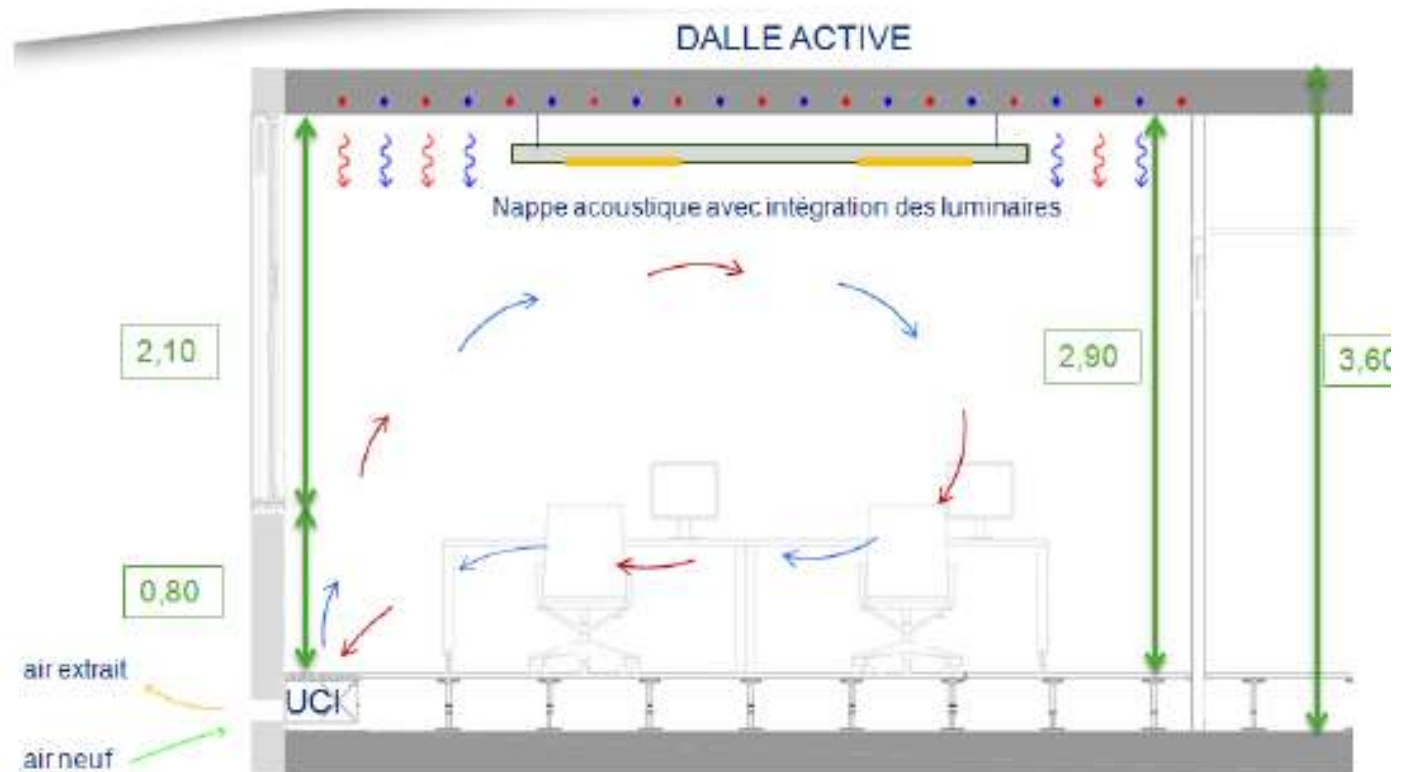 DALLE ACTIVE
Nappe acoustique avec intégration des luminaires
2,10
2,90
3,60
0,80
air extrait
UCI
air neuf